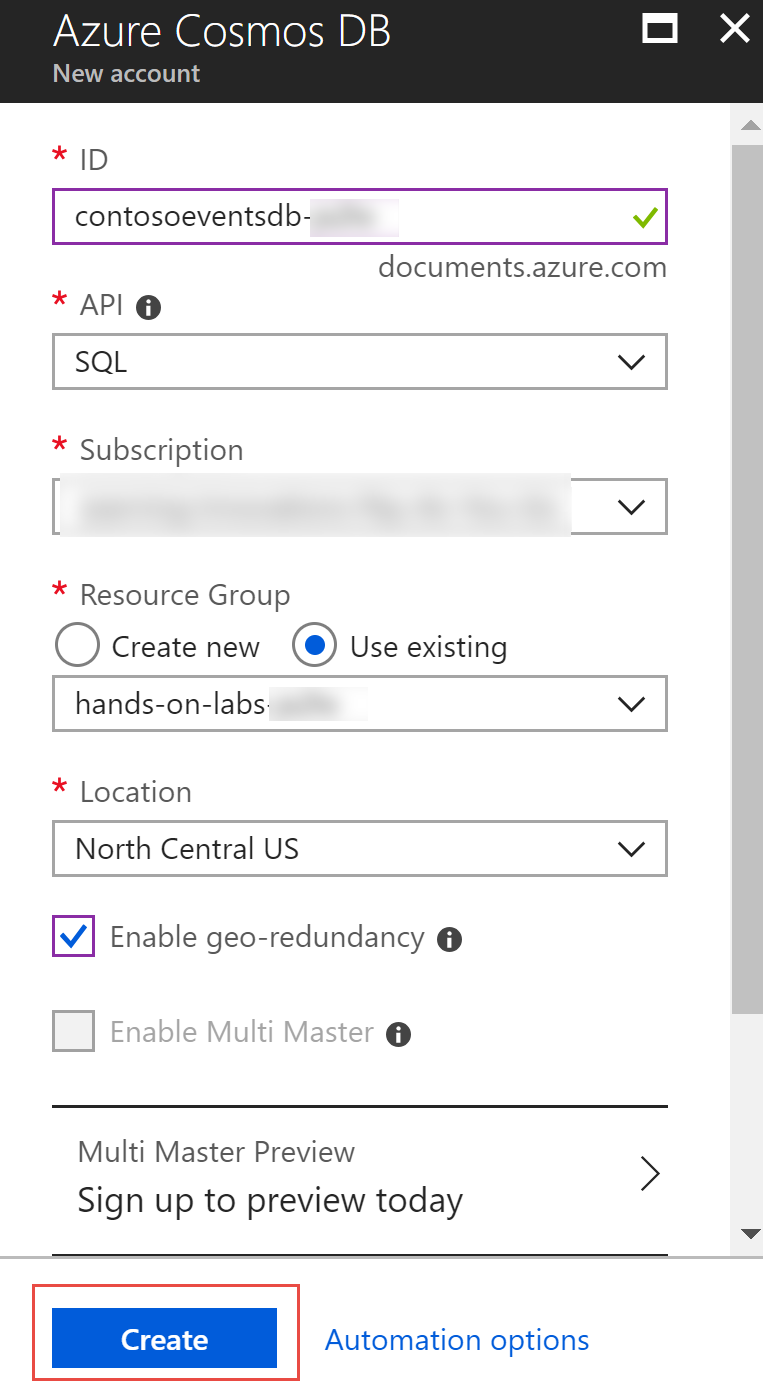 Azure Cosmos DB
New account
* ID
contosoeventsdb-
documents.azure.com
* API
SQL
* Subscription
* Resource Group
Create new Use existing
hands-on-labs-
* Location
North Central US
Enable geo-redundancy
Enable Multi Master
Multi Master Preview
Sign up to preview today
Create Automation options